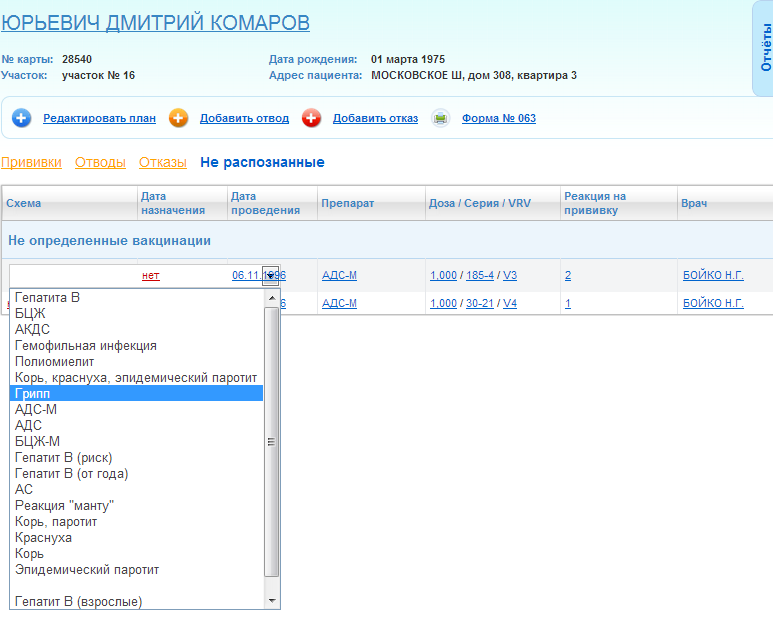 ЮРЬЕВИЧ ДМИТРИЙ КОМАРОВ
Отчёты
№ карты: 28540 Дата рождения: 01 марта 1975
Участок: участок № 16 Адрес пациента: МОСКОВСКОЕ Ш, дом 308, квартира 3
Редактировать план Добавить отвод Добавить отказ Форма № 063
Прививки Отводы Отказы Не распознанные
Схема Дата назначения Дата проведения Препарат Доза / Серия / VRV Реакция на прививку Врач
Не определенные вакцинации
нет 06.11.1996 АДС-М 1,000 / 185-4 / V3 2 БОЙКО Н.Г.
6 АДС-М 1,000 / 30-21 / V4 1 БОЙКО Н.Г.
Гепатита В
БЦЖ
АКДС
Гемофильная инфекция
Полиомиелит
Корь, краснуха, эпидемический паротит
Грипп
АДС-М
АДС
БЦЖ-М
Гепатит В (риск)
Гепатит В (от года)
АС
Реакция "манту"
Корь, паротит
Краснуха
Корь
Эпидемический паротит
Гепатит В (взрослые)